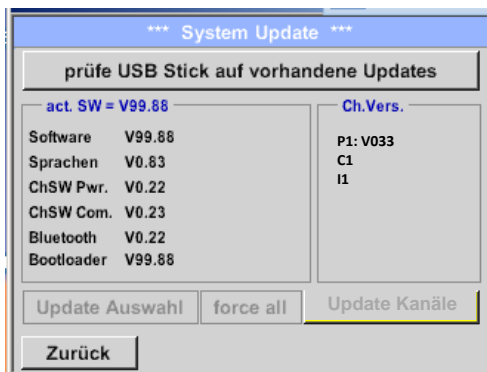 *** System Update ***
prüfe USB Stick auf vorhandene Updates
act. SW = V99.88
Software V99.88
Sprachen V0.83
ChSW Pwr. V0.22
ChSW Com. V0.23
Bluetooth V0.22
Bootloader V99.88
Ch.Vers.
P1: V033
C1
I1
Update Auswahl
force all
Update Kanäle
Zurück